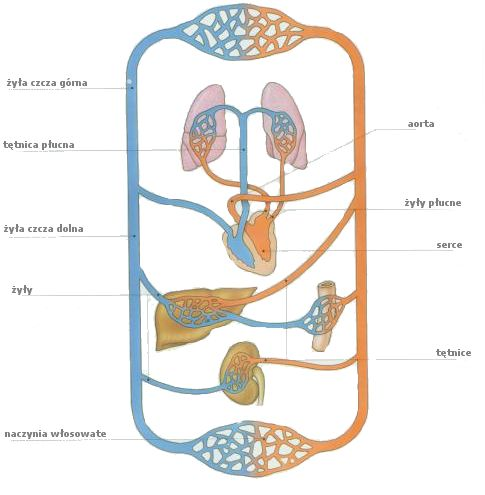 żyła czcza górna
aorta
tętnica płucna
żyły płucne
żyła czcza dolna
serce
żyły
tętnice
naczynia włosowate